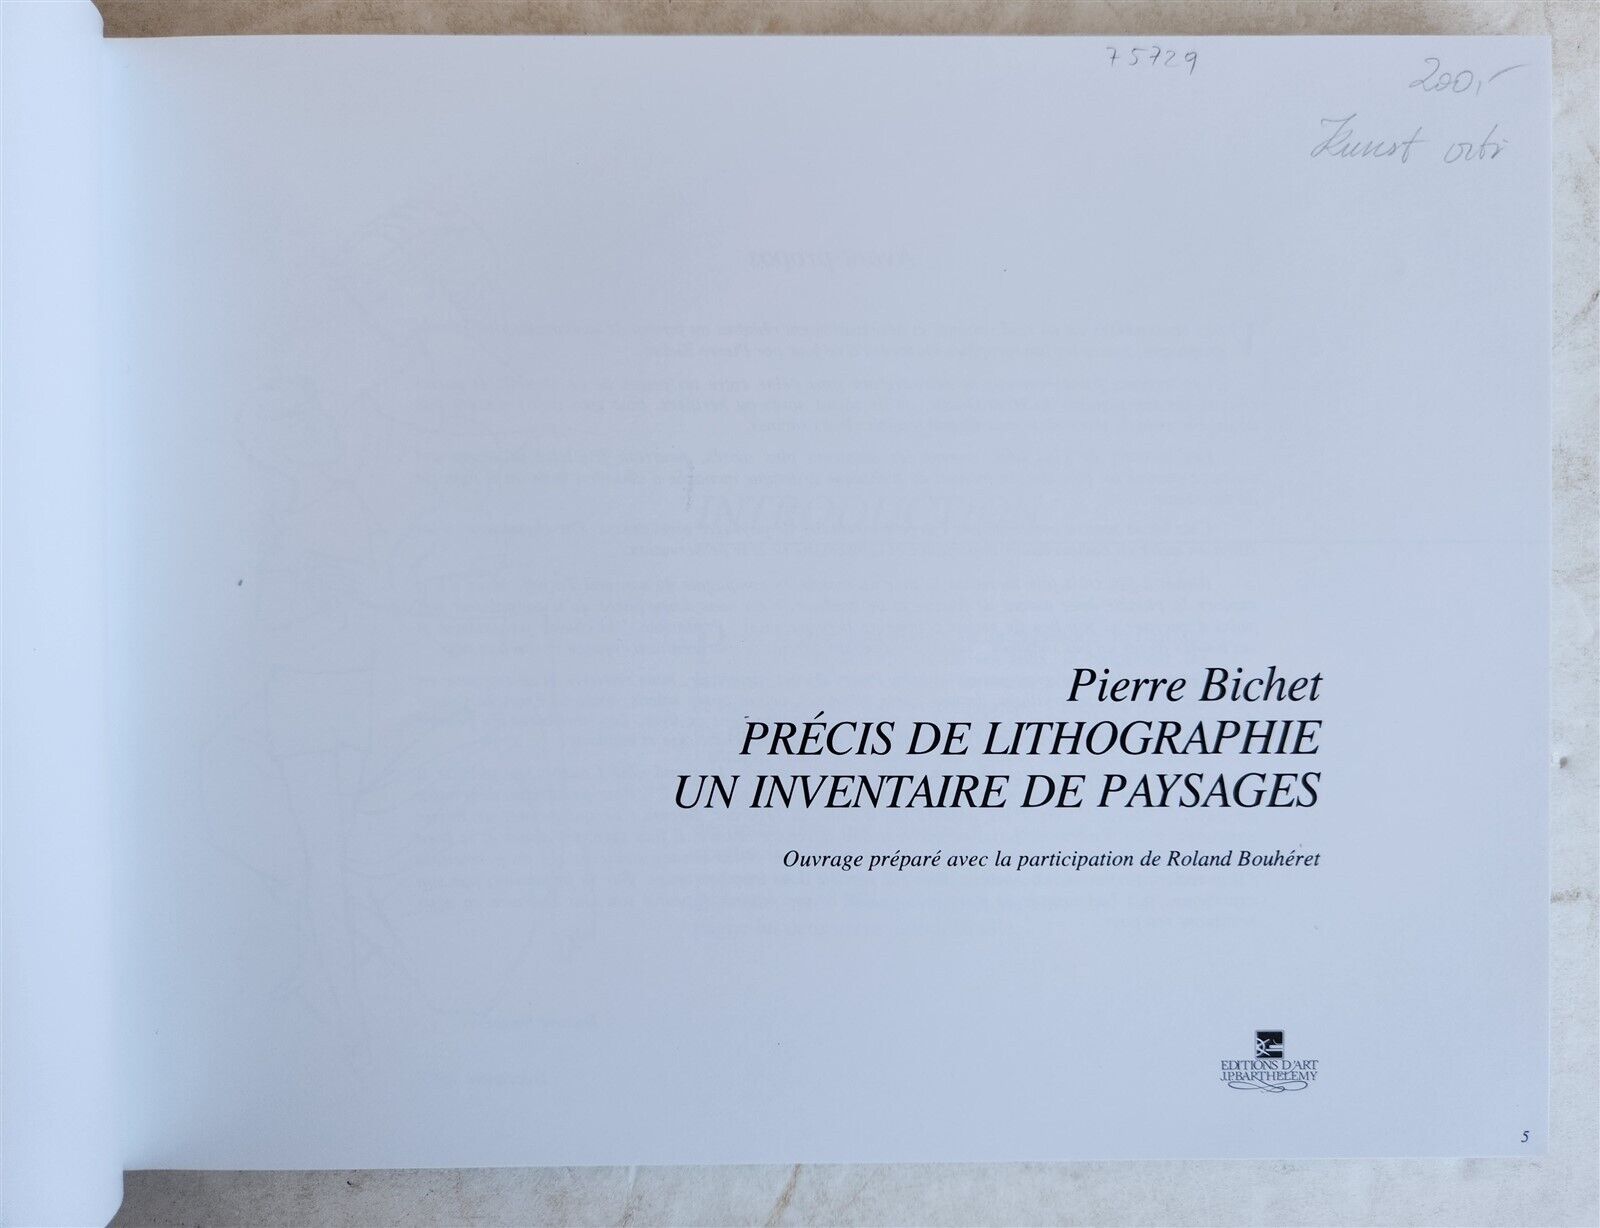 75729
200,-
Kunst
Pierre Bichet
PRÉCIS DE LITHOGRAPHIE
UN INVENTAIRE DE PAYSAGES
Ouvrage préparé avec la participation de Roland Bouhéret
EDITIONS D'ART
J.P.BARTHELEMY
5